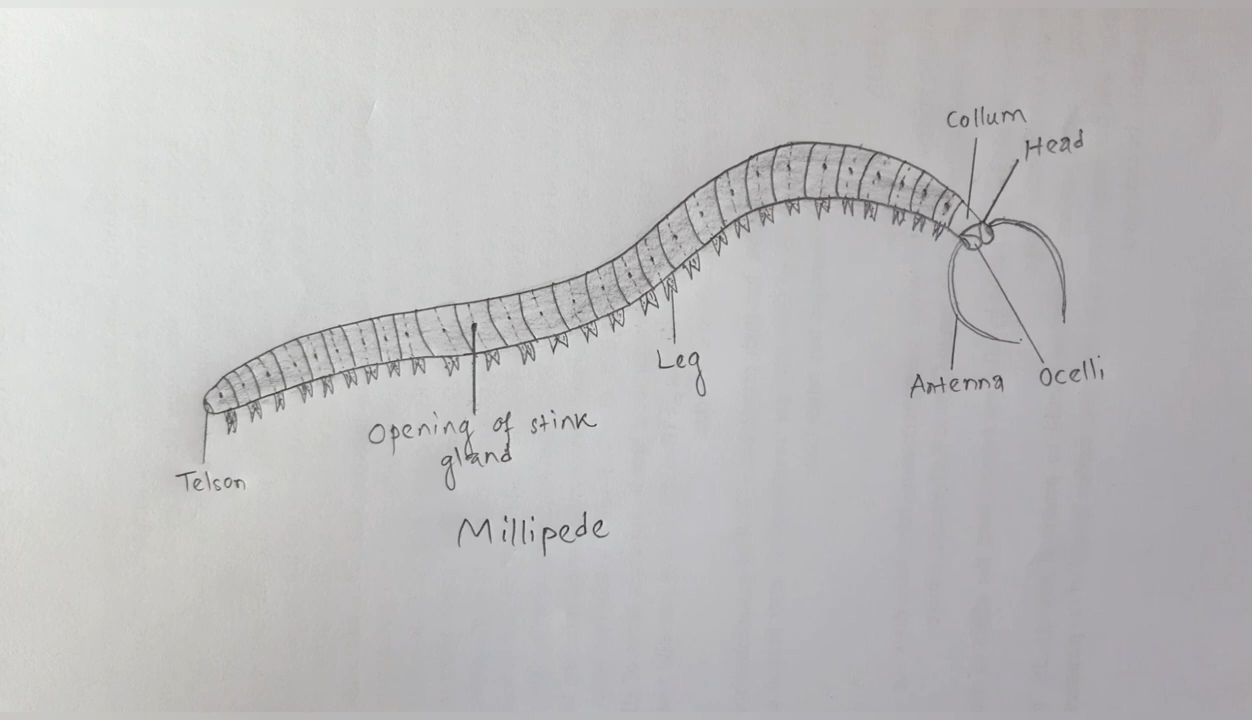 Collum
Head
Leg
Antenna
Ocelli
Opening of stink
gland
Telson
Millipede